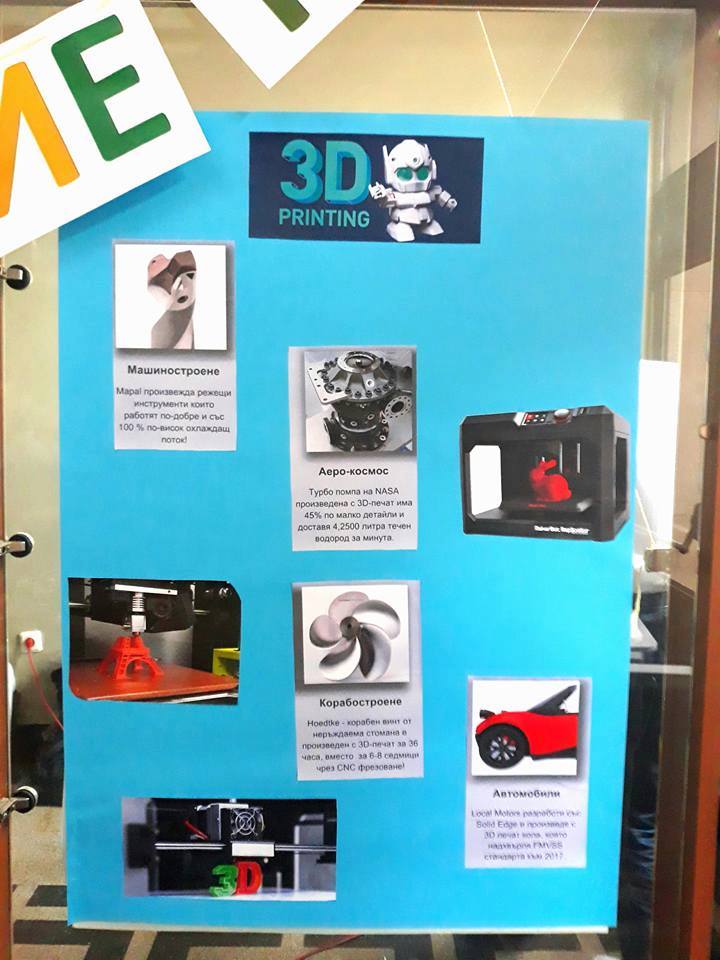 ME
3D
PRINTING
Машиностроене
Mapal произвежда режещи
инструменти които
работят по-добре и със
100 % по-висок охлаждащ
поток!
Аеро-космос
Турбо помпа на NASA
произведена с 3D-печат има
45% по малко детайли и
доставя 4,2500 литра течен
водород за минута.
Корабостроене
Hoedtke - корабен винт от
неръждаема стомана е
произведен с 3D-печат за 36
часа, вместо за 6-8 седмици
чрез CNC фрезоване!
Автомобили
Local Motors разработи със
Solid Edge и произведе с
3D печат кола, която
надхвърля FMVSS
стандарта към 2017.
3D